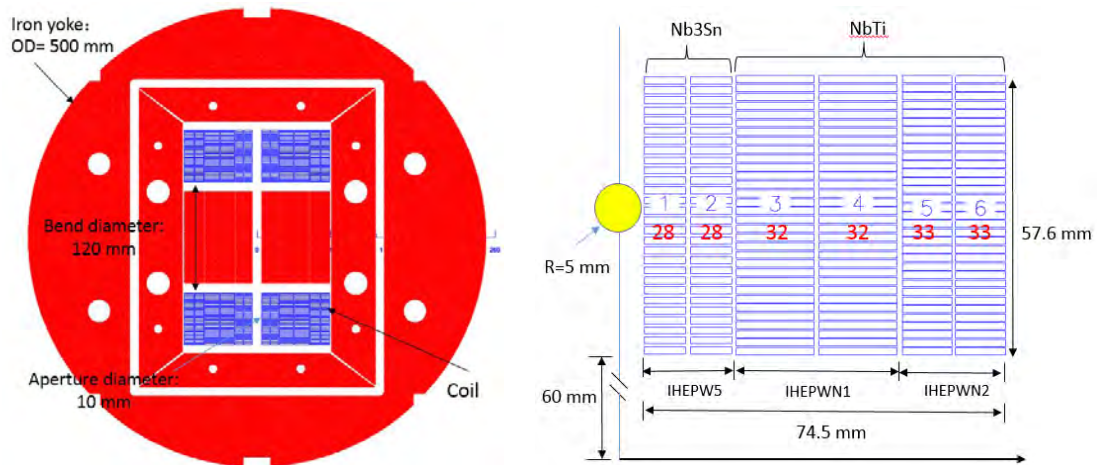 Iron yoke:
OD= 500 mm
Bend diameter:
120 mm
0
1
Aperture diameter:
10 mm
Coil
Nb3Sn
NbTi
1 2 3 4 5 6
28 28 32 32 33 33
57.6 mm
R=5 mm
60 mm
IHEPW5
IHEPWN1
IHEPWN2
74.5 mm